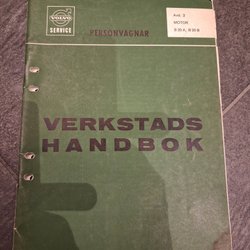 VOLVO
SERVICE
PERSONVAGNAR
Avd. 2
MOTOR
B 20 A, B 20 B
VERKSTADS
HANDBOK